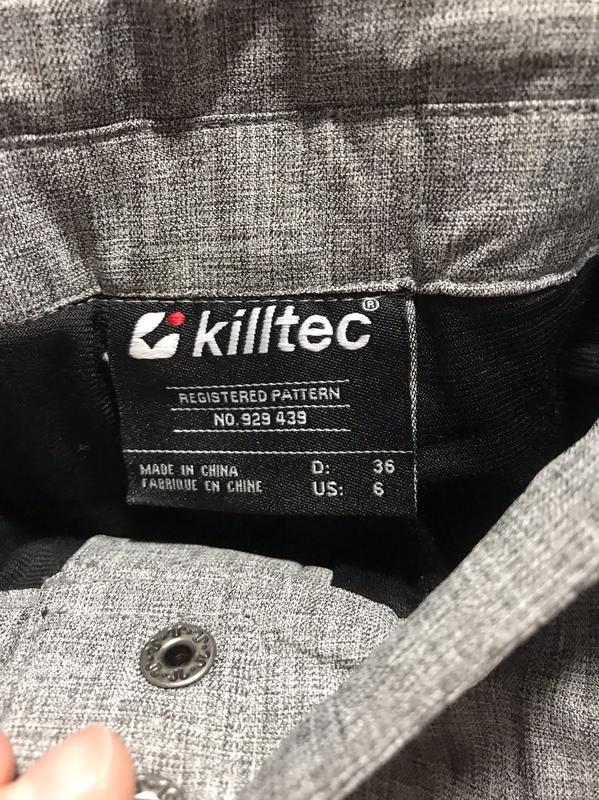 killtec®
REGISTERED PATTERN
NO. 929 439
MADE IN CHINA D: 36
FABRIQUE EN CHINE US: 6